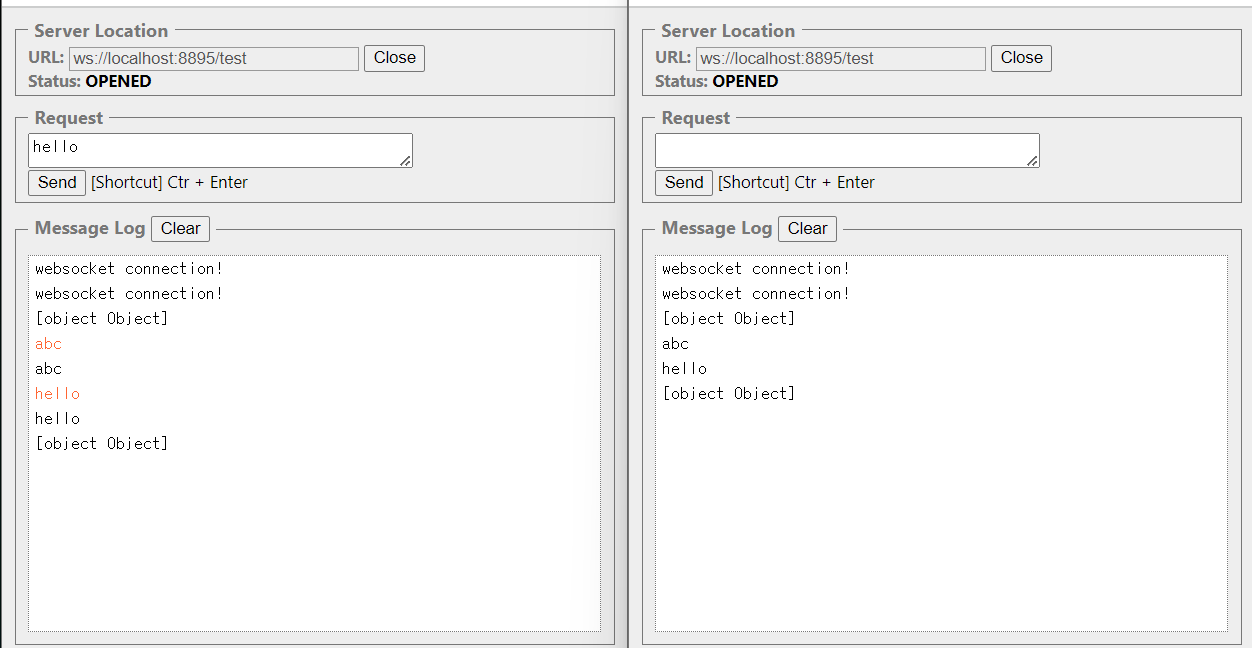 Server Location
URL: ws://localhost:8895/test Close
Status: OPENED
Request
hello
Send [Shortcut] Ctr + Enter
Message Log Clear
websocket connection!
websocket connection!
[object Object]
abc
abc
hello
hello
[object Object]
Server Location
URL: ws://localhost:8895/test Close
Status: OPENED
Request
Send [Shortcut] Ctr + Enter
Message Log Clear
websocket connection!
websocket connection!
[object Object]
abc
hello
[object Object]